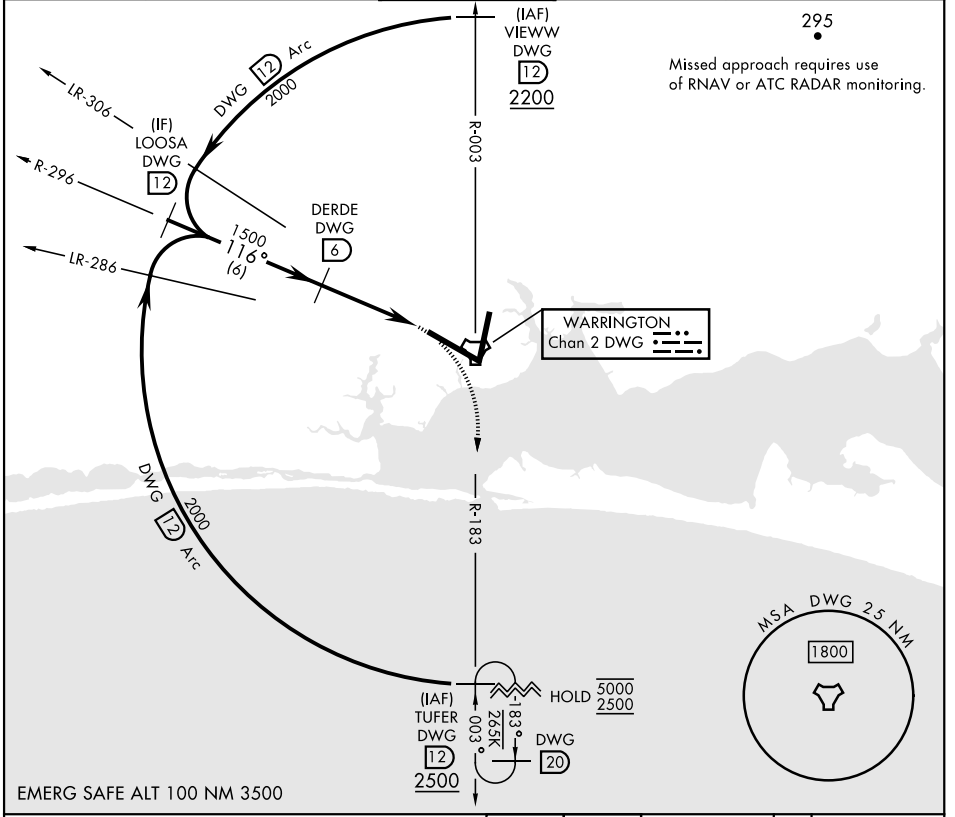 (IAF)
VIEWW
DWG
12
2200
295
Missed approach requires use
of RNAV or ATC RADAR monitoring.
DWG 12 Arc
2000
LR-306
(IF)
LOOSA
DWG
12
R-003
R-296
DERDE
DWG
6
1500
116°
(6)
LR-286
WARRINGTON
Chan 2 DWG
DWG 12 Arc
2000
R-183
MSA DWG 25 NM
1800
(IAF)
TUFER
DWG
12
2500
003°
265K
183°
HOLD 5000
2500
DWG
20
EMERG SAFE ALT 100 NM 3500